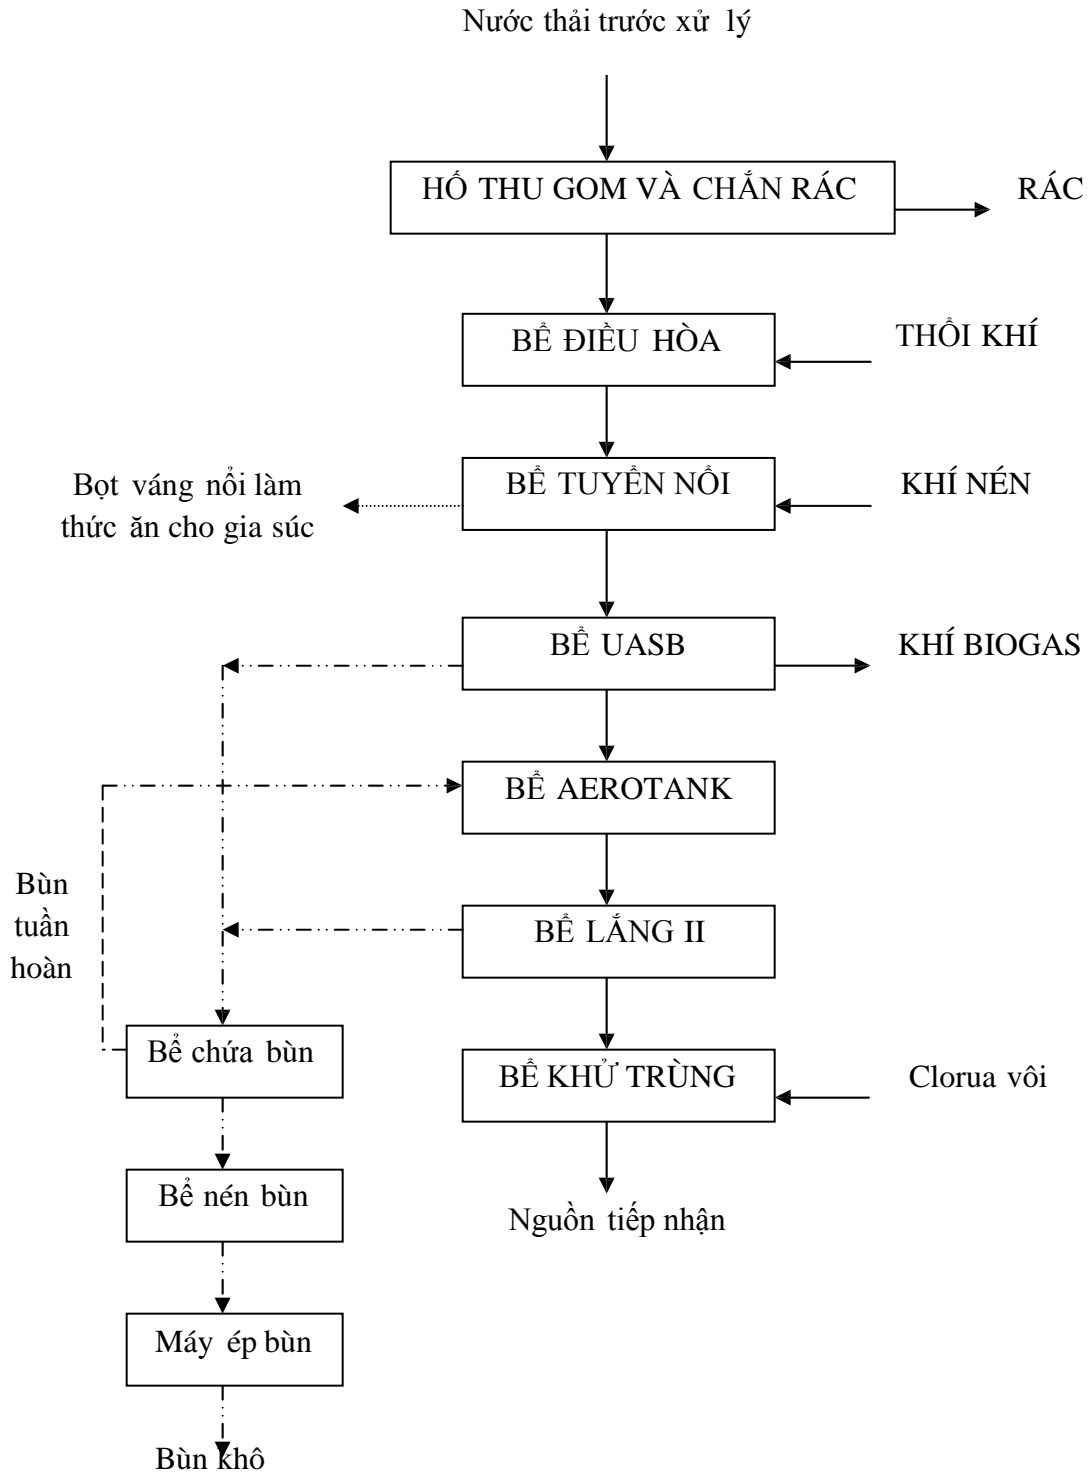 Nước thải trước xử lý
HỐ THU GOM VÀ CHẮN RÁC
RÁC
BỂ ĐIỀU HÒA
THỔI KHÍ
Bọt váng nổi làm
thức ăn cho gia súc
BỂ TUYỂN NỔI
KHÍ NÉN
BỂ UASB
KHÍ BIOGAS
BỂ AEROTANK
Bùn
tuần
hoàn
BỂ LẮNG II
Bể chứa bùn
BỂ KHỬ TRÙNG
Clorua vôi
Bể nén bùn
Nguồn tiếp nhận
Máy ép bùn
Bùn khô